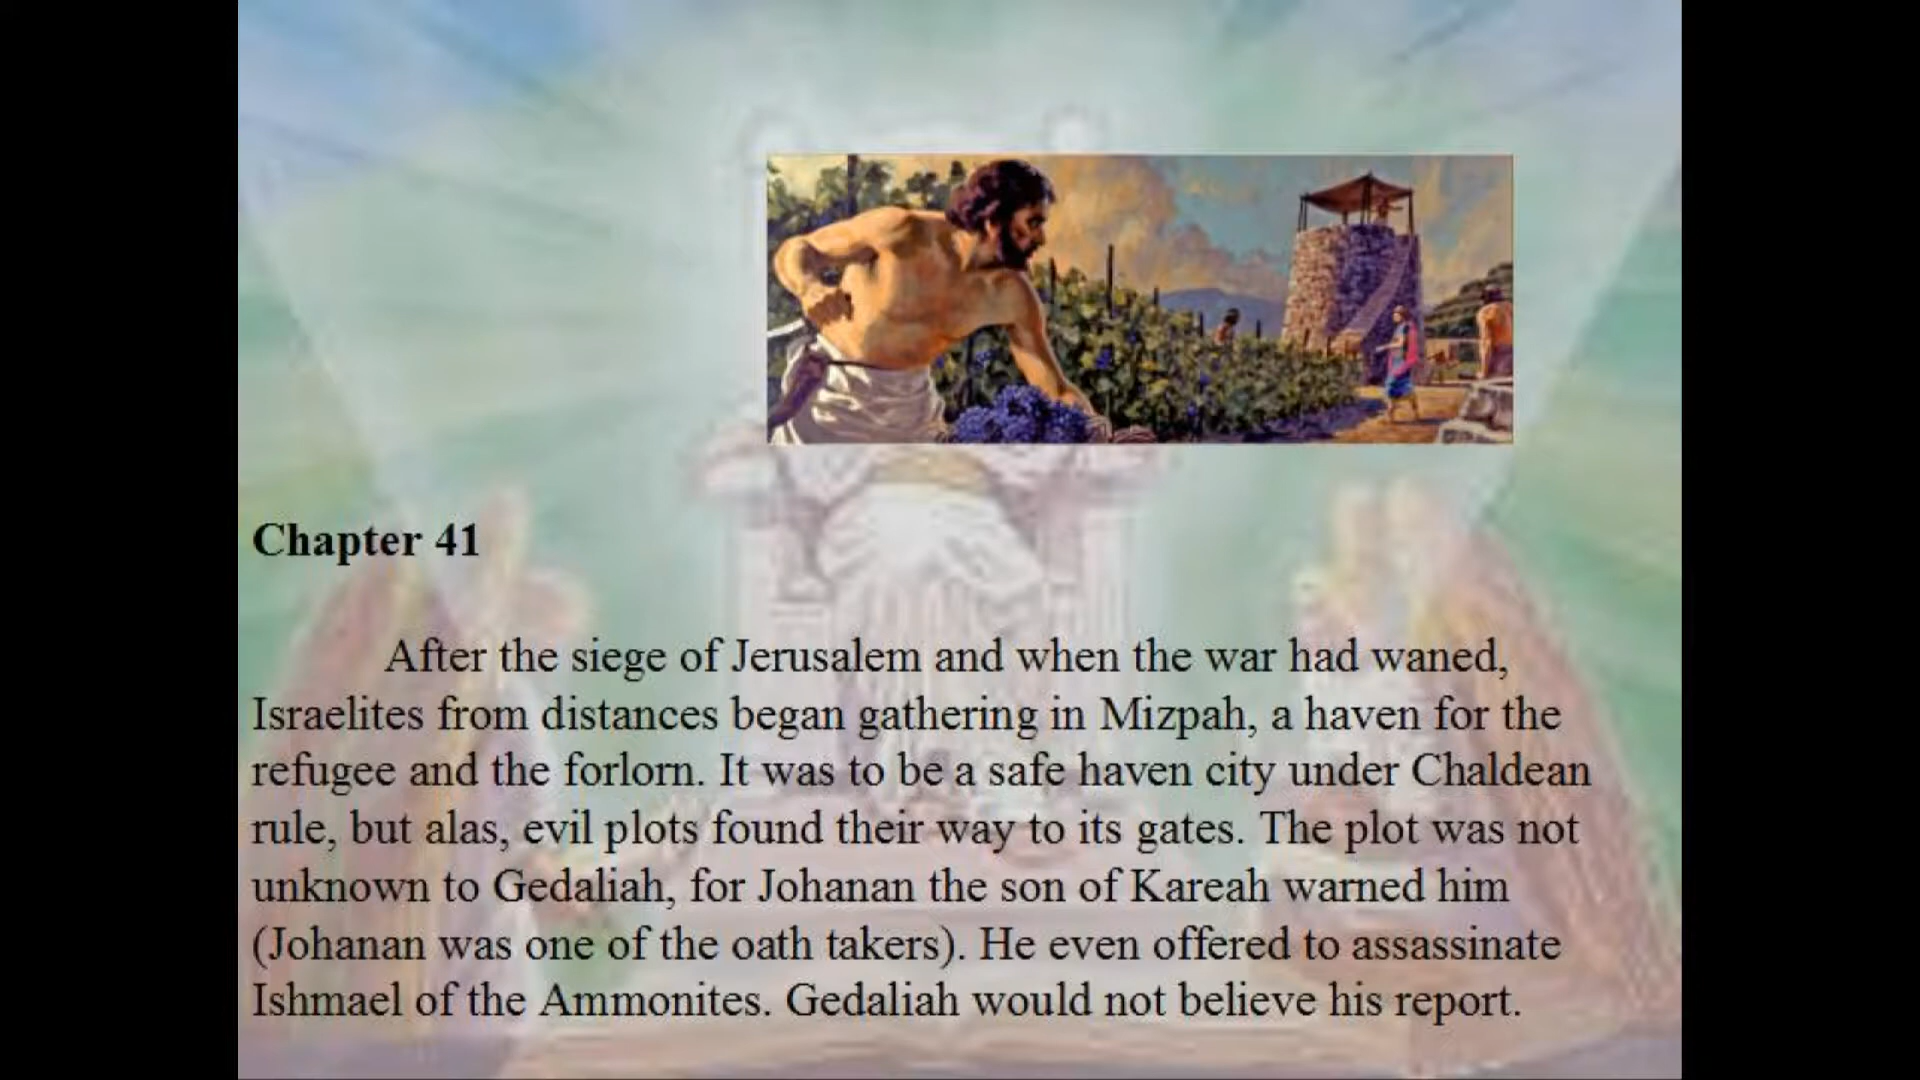 Chapter 41
After the siege of Jerusalem and when the war had waned,
Israelites from distances began gathering in Mizpah, a haven for the
refugee and the forlorn. It was to be a safe haven city under Chaldean
rule, but alas, evil plots found their way to its gates. The plot was not
unknown to Gedaliah, for Johanan the son of Kareah warned him
(Johanan was one of the oath takers). He even offered to assassinate
Ishmael of the Ammonites. Gedaliah would not believe his report.